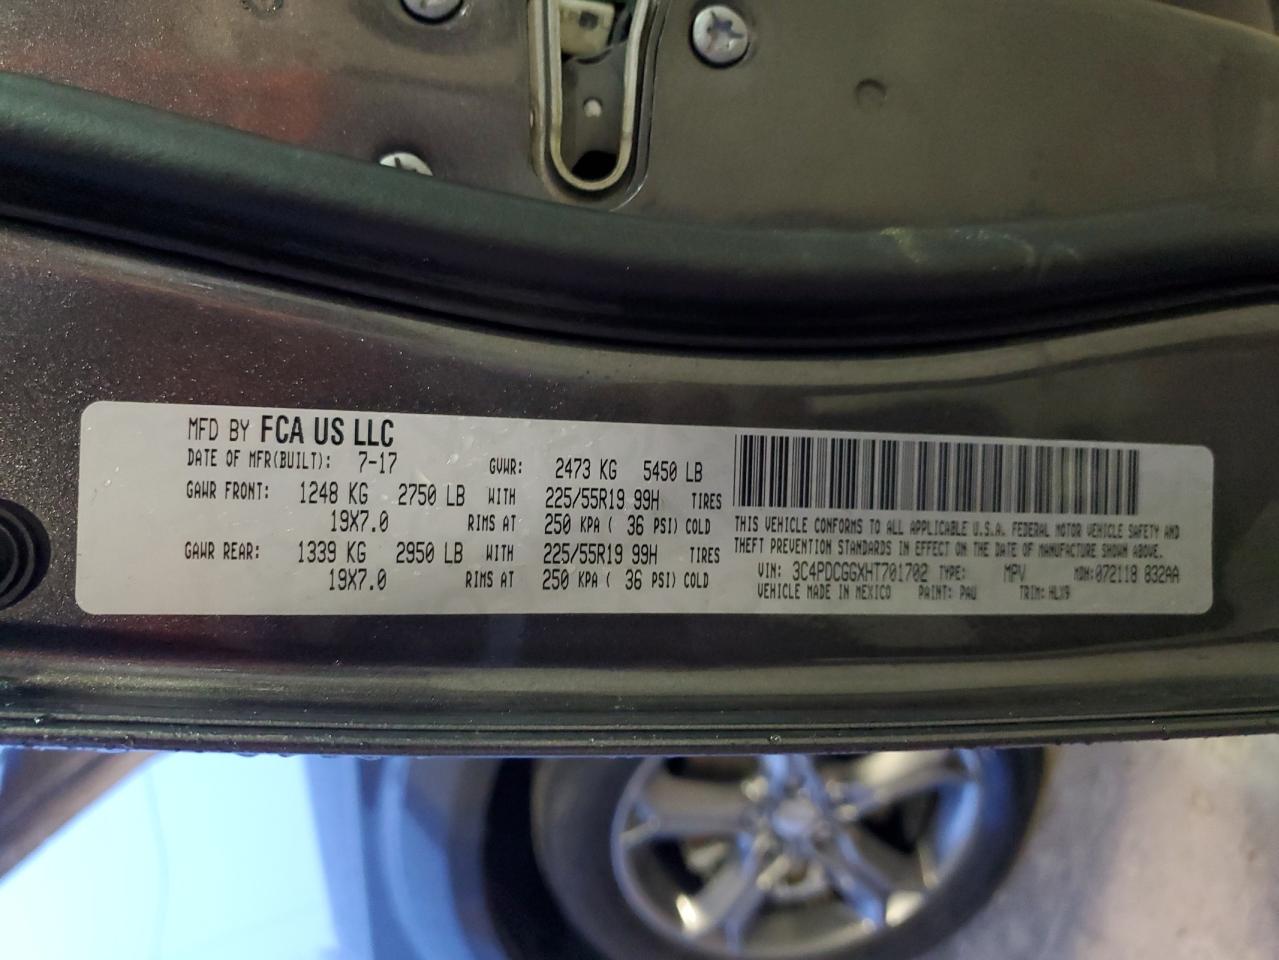 MFD BY FCA US LLC
DATE OF MFR(BUILT): 7-17 GVWR: 2473 KG 5450 LB
GAWR FRONT: 1248 KG 2750 LB WITH 225/55R19 99H TIRES
19X7.0 RIMS AT 250 KPA ( 36 PSI) COLD
GAWR REAR: 1339 KG 2950 LB WITH 225/55R19 99H TIRES
19X7.0 RIMS AT 250 KPA ( 36 PSI) COLD
THIS VEHICLE CONFORMS TO ALL APPLICABLE U.S.A. FEDERAL MOTOR VEHICLE SAFETY AND
THEFT PREVENTION STANDARDS IN EFFECT ON THE DATE OF MANUFACTURE SHOWN ABOVE.
VIN: 3C4PDCGGXHT701702 TYPE: MPV MDH: 072118 832AA
VEHICLE MADE IN MEXICO PAINT: PAU TRIM: HLX9